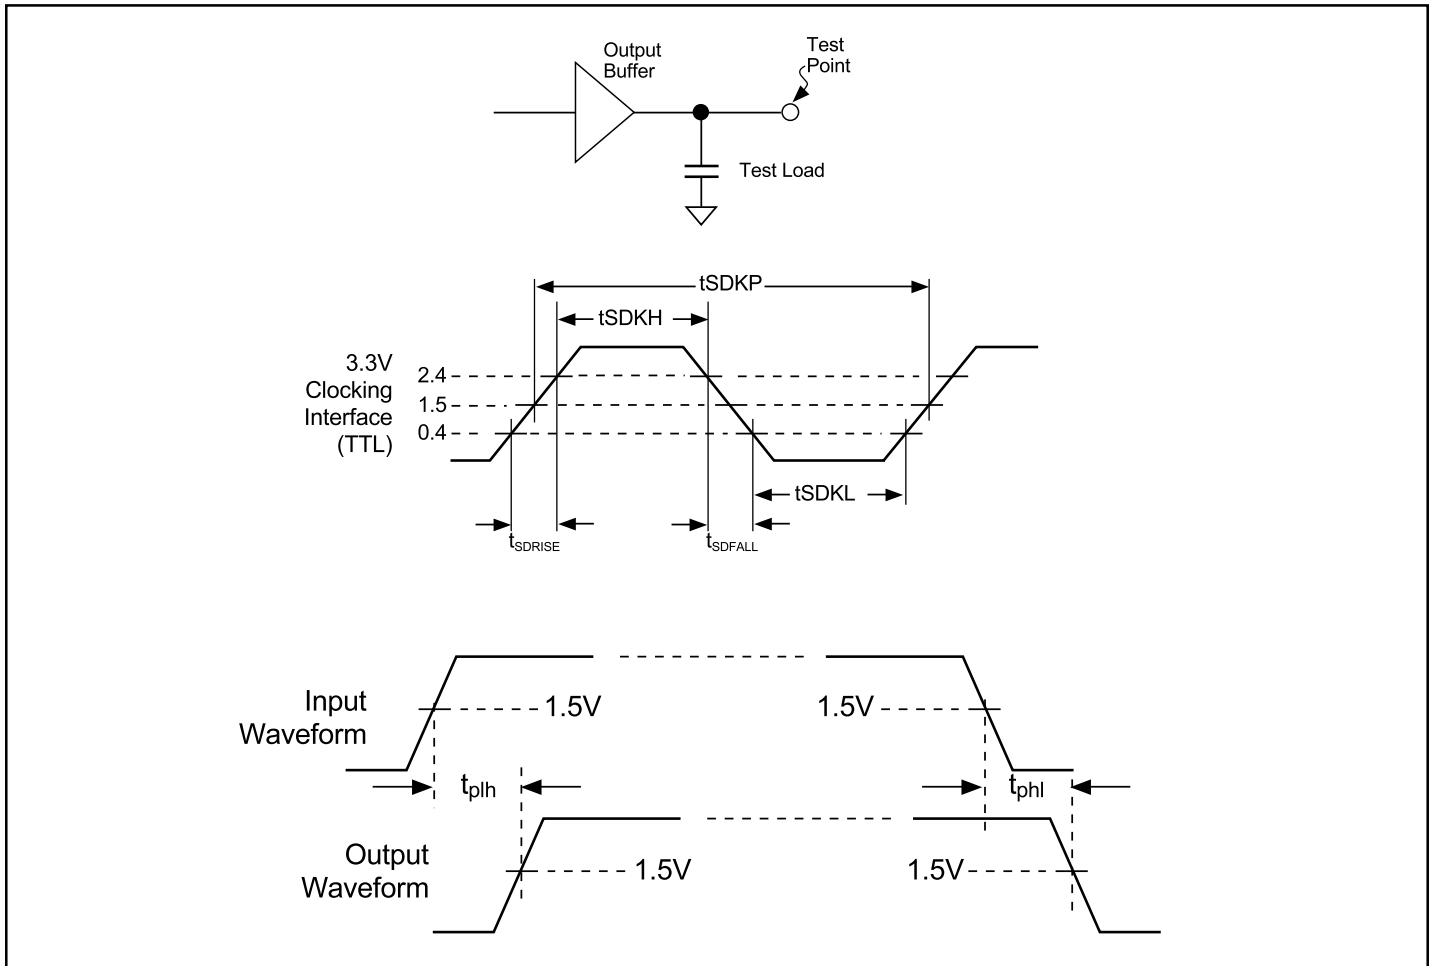 Output
Buffer
Test
Point
Test Load
tSDKP
tSDKH
3.3V
Clocking
Interface
(TTL)
2.4
1.5
0.4
tSDKL
tSDRISE
tSDFALL
Input
Waveform
1.5V
1.5V
tplh
tphl
Output
Waveform
1.5V
1.5V